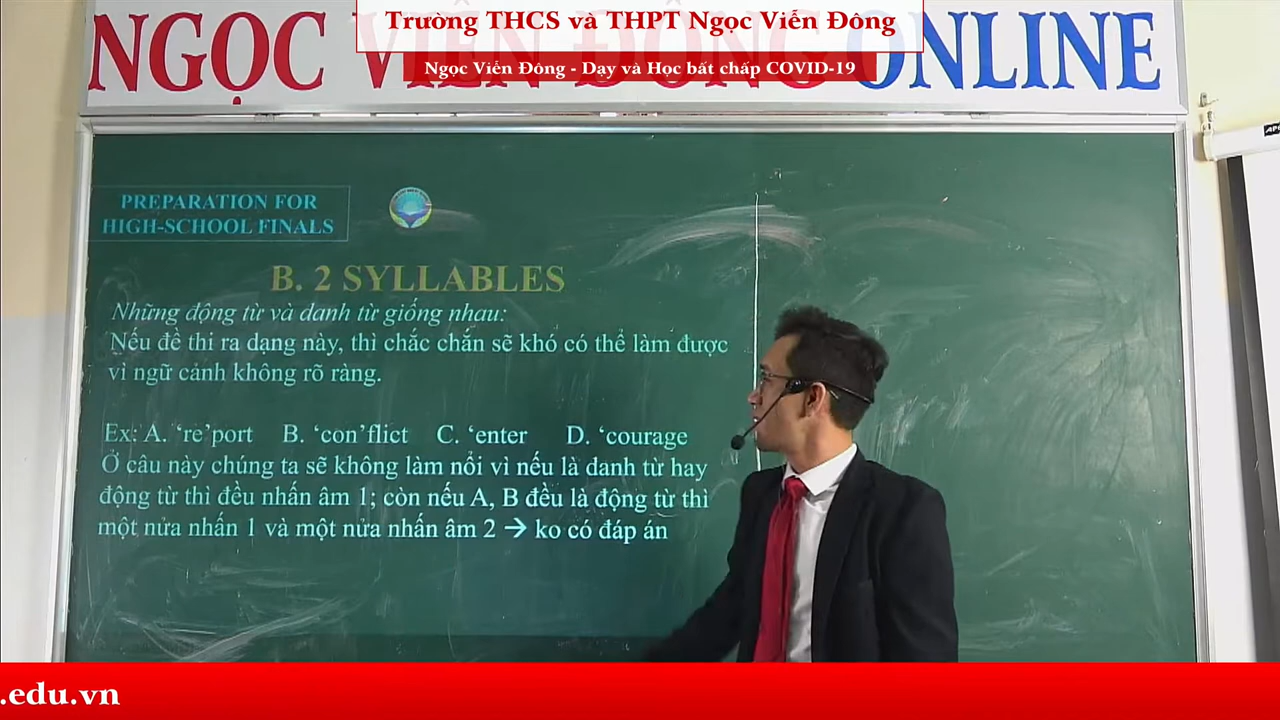 NGỌC VIỄN ĐÔNG ONLINE
Trường THCS và THPT Ngọc Viễn Đông
Ngọc Viễn Đông - Dạy và Học bất chấp COVID-19
PREPARATION FOR
HIGH-SCHOOL FINALS
B. 2 SYLLABLES
Những động từ và danh từ giống nhau:
Nếu đề thi ra dạng này, thì chắc chắn sẽ khó có thể làm được
vì ngữ cảnh không rõ ràng.
Ex: A. ‘re’port B. ‘con’flict C. ‘enter D. ‘courage
Ở câu này chúng ta sẽ không làm nổi vì nếu là danh từ hay
động từ thì đều nhấn âm 1; còn nếu A, B đều là động từ thì
một nửa nhấn 1 và một nửa nhấn âm 2 → ko có đáp án
.edu.vn